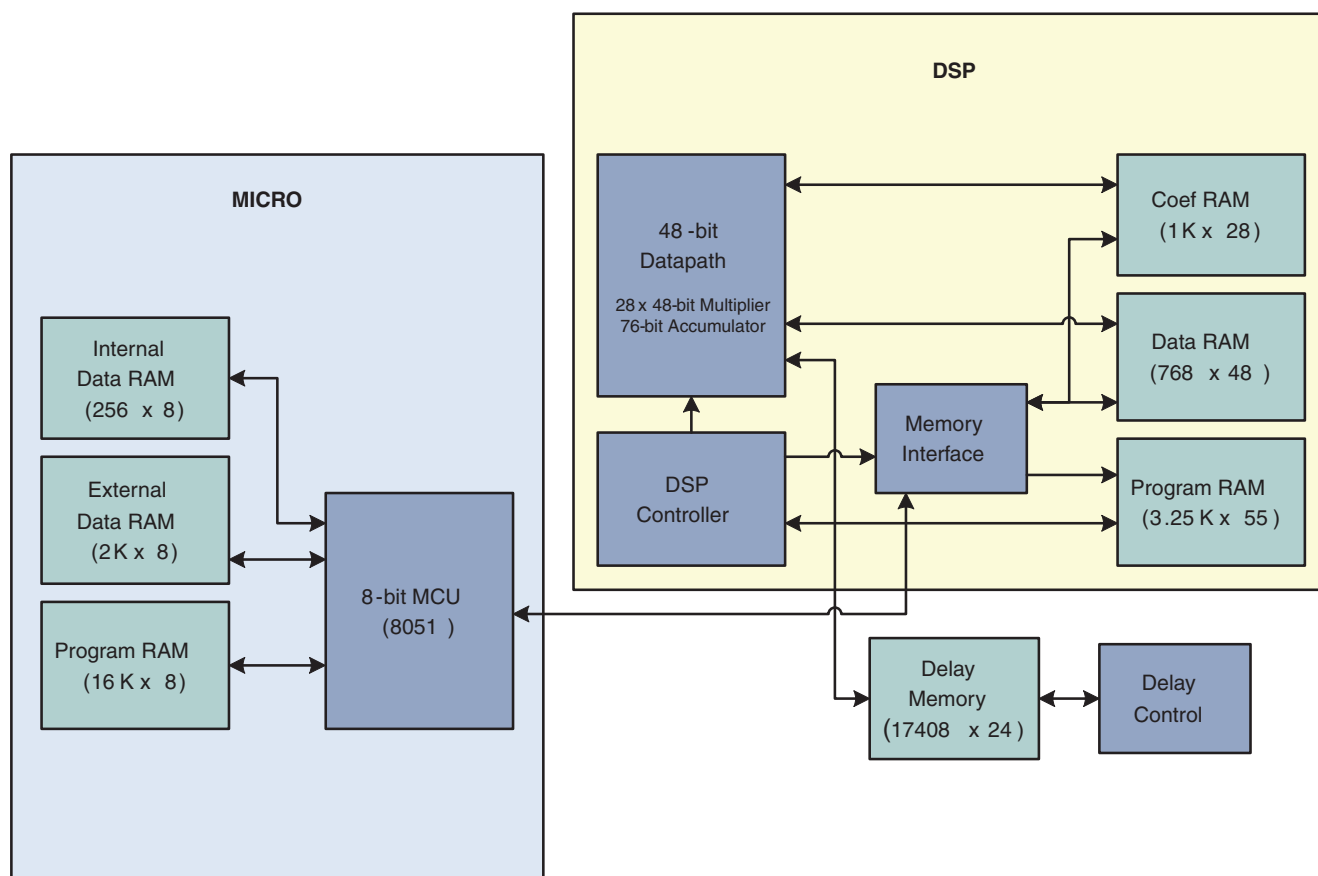 DSP
MICRO
48 -bit
Datapath
28 x 48-bit Multiplier
76-bit Accumulator
Coef RAM
(1K x 28)
Data RAM
(768 x 48 )
Memory
Interface
DSP
Controller
Program RAM
(3.25 K x 55)
Internal
Data RAM
(256 x 8)
External
Data RAM
(2K x 8)
Program RAM
(16 K x 8)
8-bit MCU
(8051 )
Delay
Memory
(17408 x 24)
Delay
Control